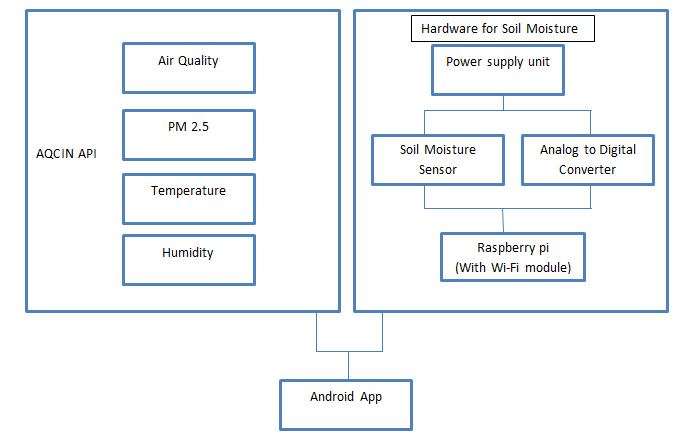 AQCIN API
Air Quality
PM 2.5
Temperature
Humidity
Hardware for Soil Moisture
Power supply unit
Soil Moisture
Sensor
Analog to Digital
Converter
Raspberry pi
(With Wi-Fi module)
Android App